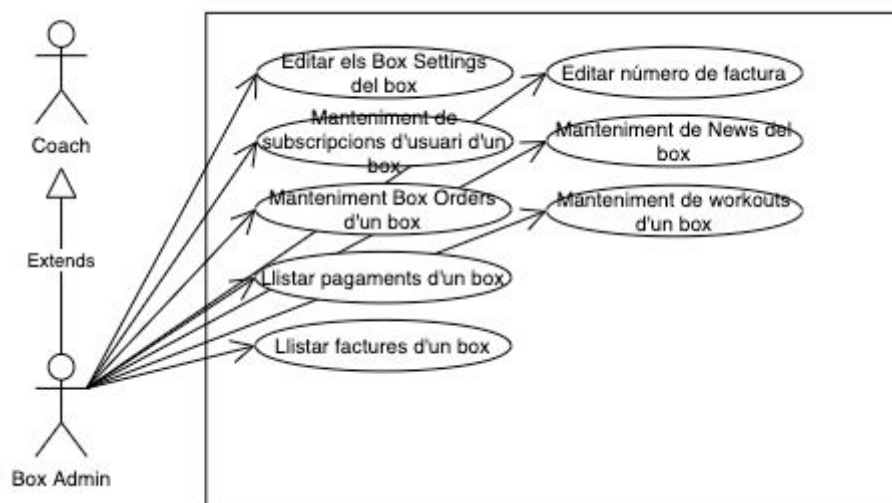 Coach
Extends
Box Admin
Editar els Box Settings
del box
Manteniment de
subscripcions d'usuari d'un
box
Manteniment Box Orders
d'un box
Llistar pagaments d'un box
Llistar factures d'un box
Editar número de factura
Manteniment de News del
box
Manteniment de workouts
d'un box